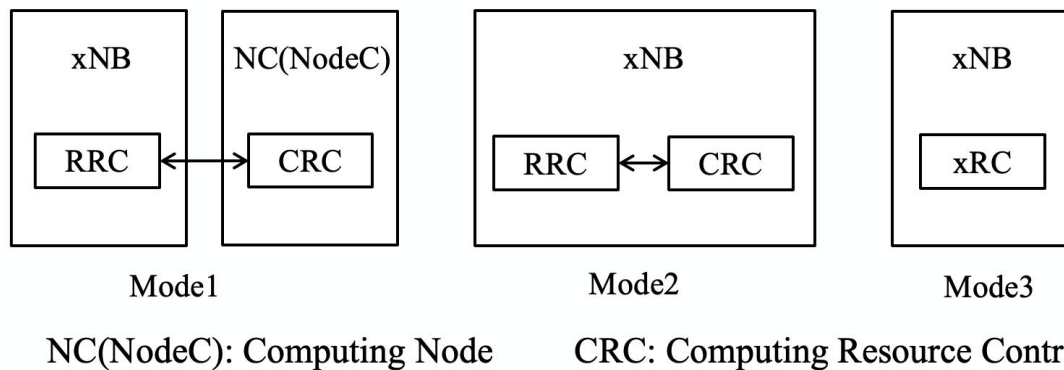 xNB NC(NodeC) xNB xNB
RRC CRC RRC CRC xRC
Mode1 Mode2 Mode3
NC(NodeC): Computing Node CRC: Computing Resource Contr